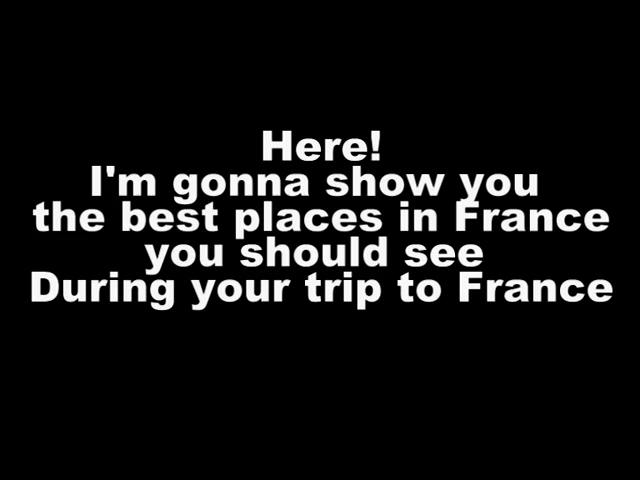 Here!
I'm gonna show you
the best places in France
you should see
During your trip to France